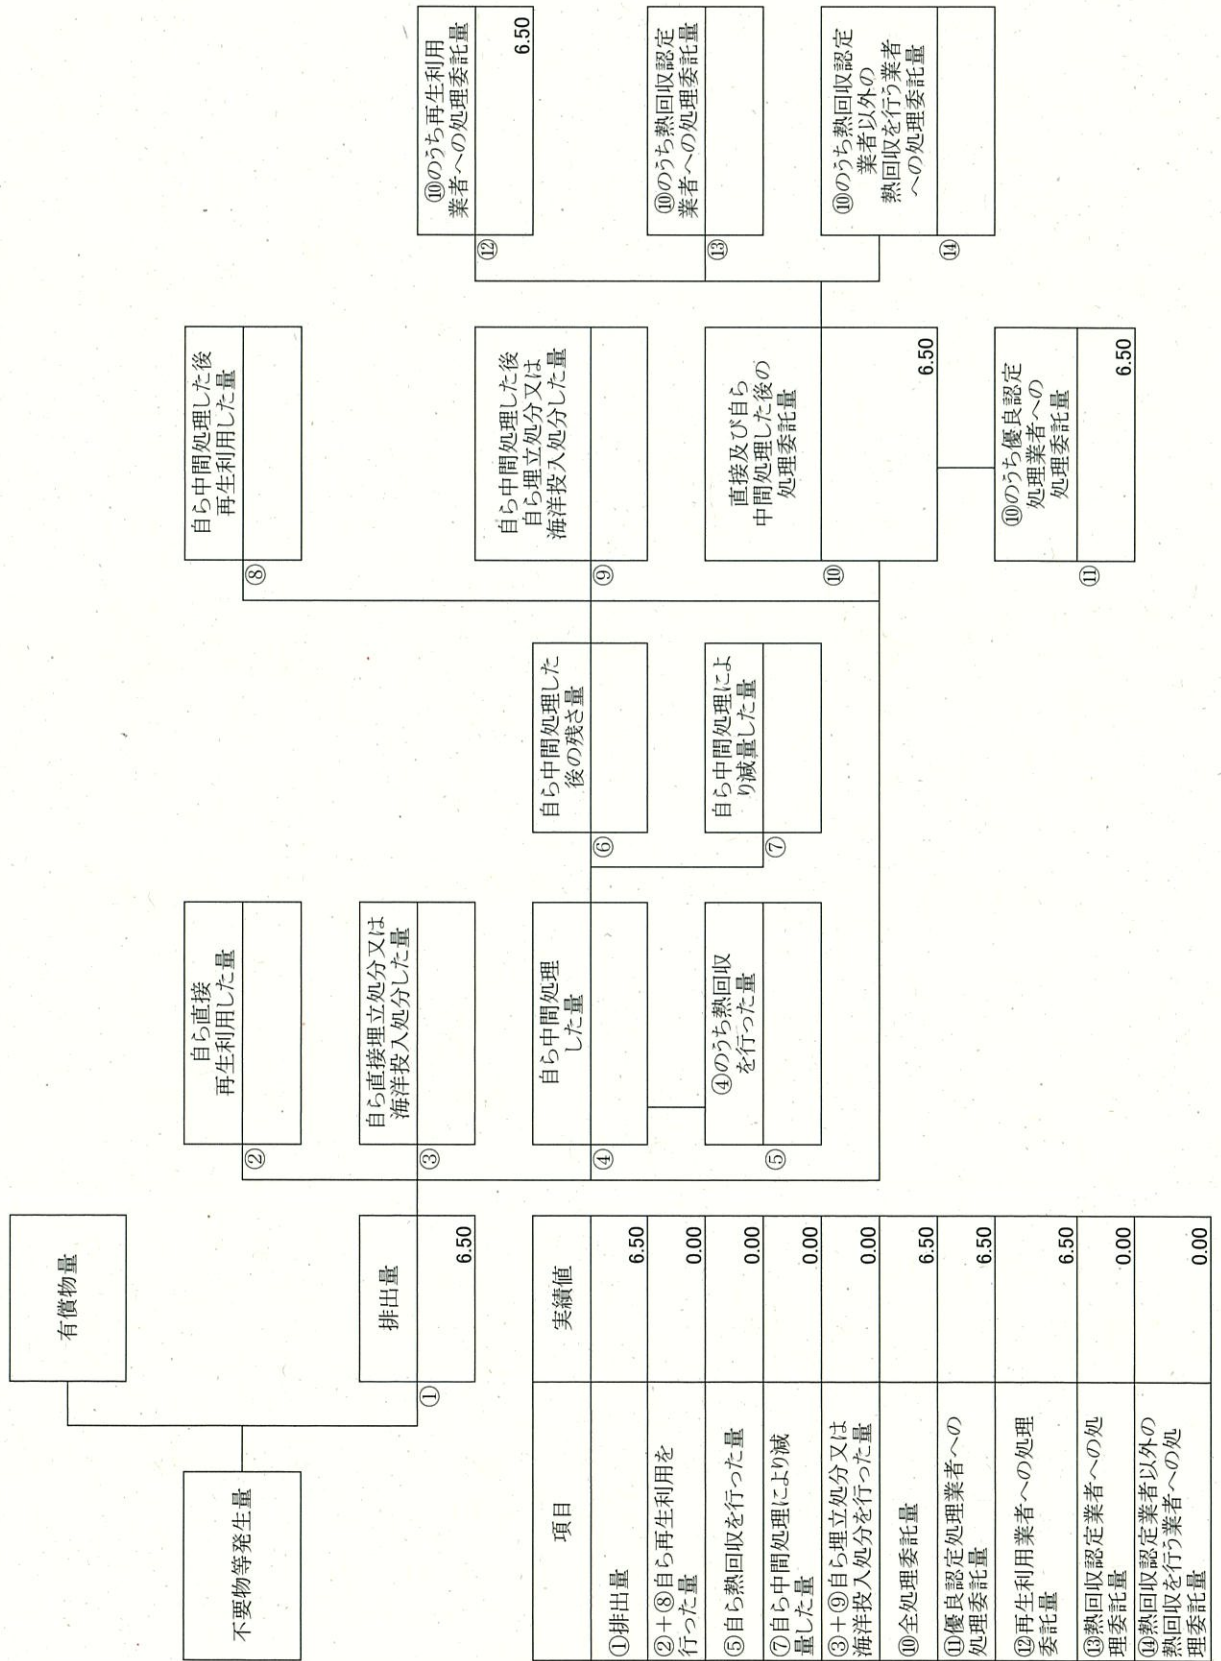 不要物等発生量
有償物量
排出量
①
6.50
自ら直接
再生利用した量
②
自ら直接埋立処分又は
海洋投入処分した量
③
自ら中間処理
した量
④
④のうち熱回収
を行った量
⑤
自ら中間処理した
後の残さ量
⑥
自ら中間処理によ
り減量した量
⑦
自ら中間処理した後
再生利用した量
⑧
自ら中間処理した後
自ら埋立処分又は
海洋投入処分した量
⑨
直接及び自ら
中間処理した後の
処理委託量
⑩
6.50
⑩のうち優良認定
処理業者への
処理委託量
⑪
6.50
⑩のうち再生利用
業者への処理委託量
⑫
6.50
⑩のうち熱回収認定
業者への処理委託量
⑬
⑩のうち熱回収認定
業者以外の
熱回収を行う業者
への処理委託量
⑭
項目 実績値
①排出量 6.50
②+⑧自ら再生利用を
行った量 0.00
⑤自ら熱回収を行った量 0.00
⑦自ら中間処理により減
量した量 0.00
③+⑨自ら埋立処分又は
海洋投入処分を行った量 0.00
⑩全処理委託量 6.50
⑪優良認定処理業者への
処理委託量 6.50
⑫再生利用業者への処理
委託量 6.50
⑬熱回収認定業者への処
理委託量 0.00
⑭熱回収認定業者以外の
熱回収を行う業者への処
理委託量 0.00